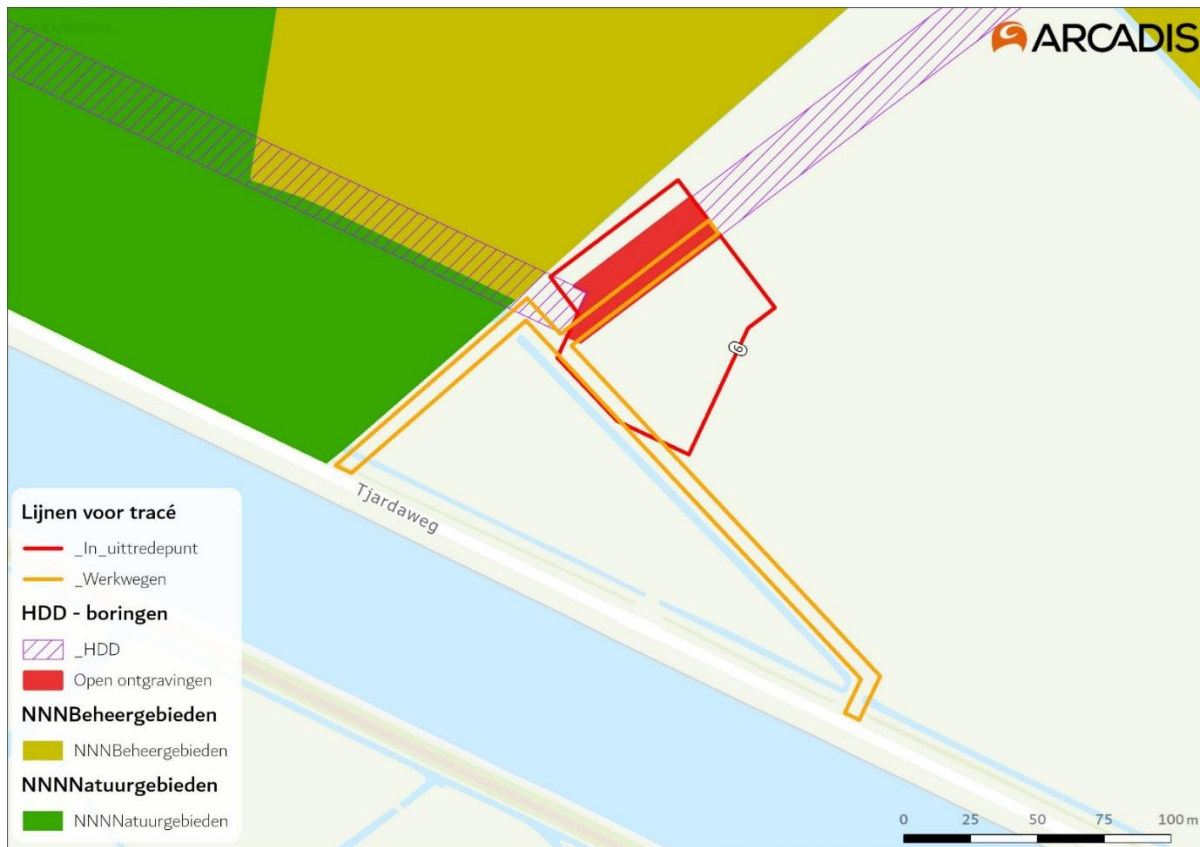 ARCADIS
6
Tjardaweg
Lijnen voor tracé
_In_uittredepunt
_Werkwegen
HDD - boringen
_HDD
Open ontgravingen
NNNBeheergebieden
NNNBeheergebieden
NNNNatuurgebieden
NNNNatuurgebieden
0 25 50 75 100 m